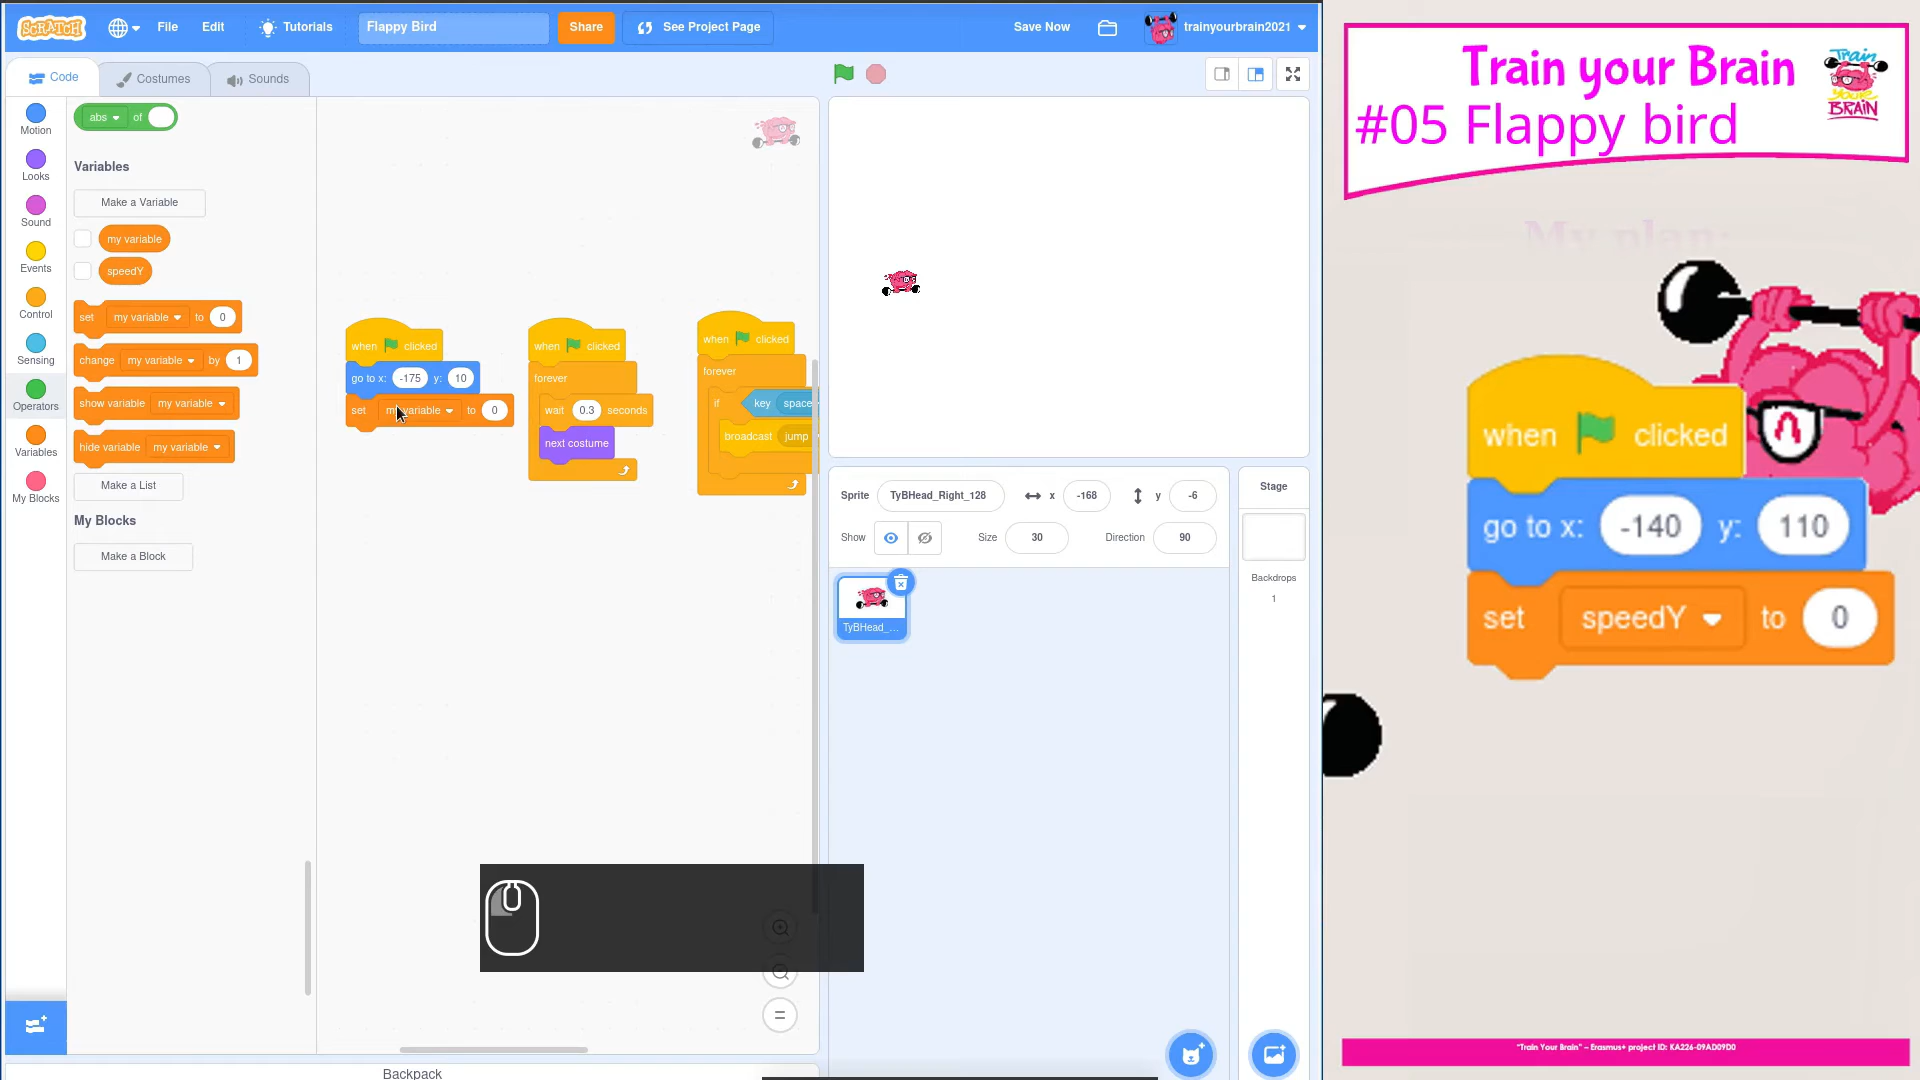 SCRATCH
File
Edit
Tutorials
Flappy Bird
Share
See Project Page
Save Now
trainyourbrain2021
Code
Costumes
Sounds
Motion
Looks
Sound
Events
Control
Sensing
Operators
Variables
My Blocks
abs of
Variables
Make a Variable
my variable
speedY
set my variable to 0
change my variable by 1
show variable my variable
hide variable my variable
Make a List
My Blocks
Make a Block
when clicked
go to x: -175 y: 10
set my variable to 0
when clicked
forever
wait 0.3 seconds
next costume
when clicked
forever
if key space
broadcast jump
Sprite TyBHead_Right_128 x -168 y -6
Show Size 30 Direction 90
TyBHead_...
Stage
Backdrops
1
Backpack
Train your Brain
#05 Flappy bird
Train
your
BRAIN
My plan:
when clicked
go to x: -140 y: 110
set speedY to 0
"Train Your Brain" – Erasmus+ project ID: KA226-09AD09D0